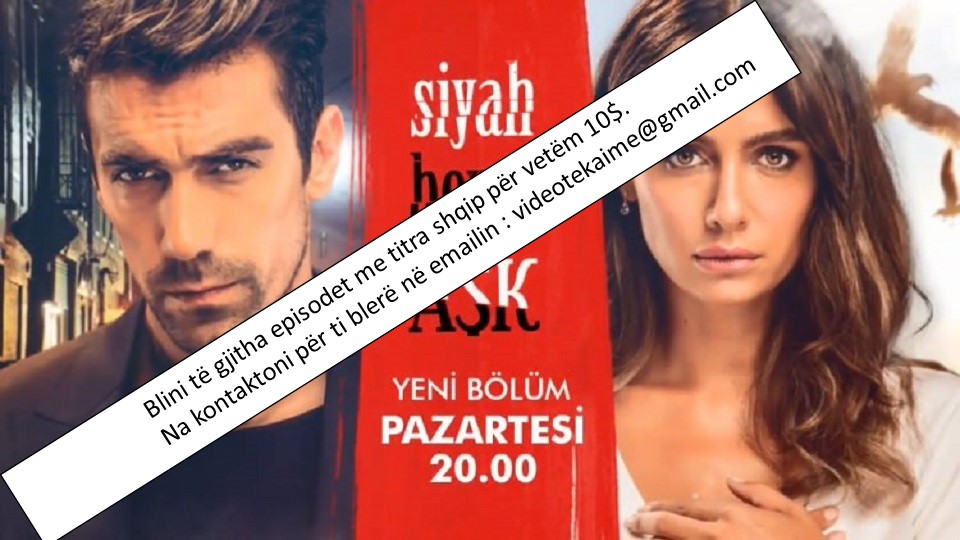 siyah
AŞK
YENİ BÖLÜM
PAZARTESİ
20.00
Blini të gjitha episodet me titra shqip për vetëm 10$.
Na kontaktoni për ti blerë në emailin : videotekaime@gmail.com